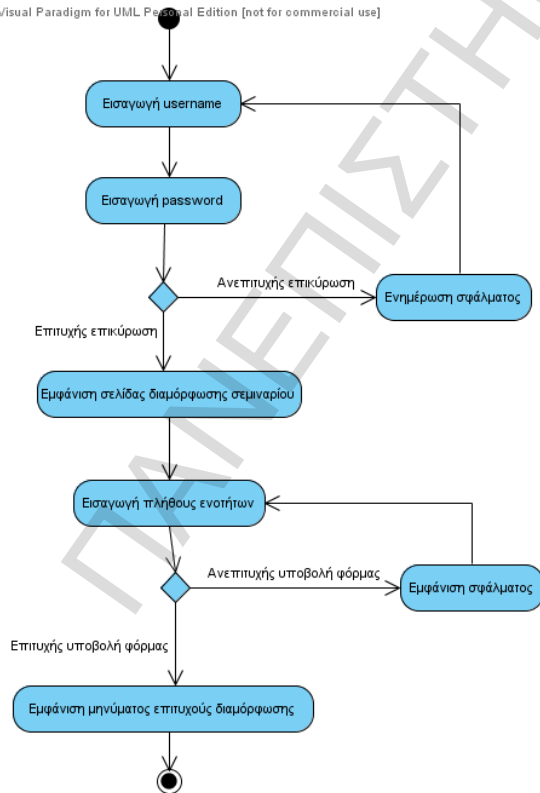 Visual Paradigm for UML Personal Edition [not for commercial use]
Εισαγωγή username
Εισαγωγή password
Ανεπιτυχής επικύρωση
Ενημέρωση σφάλματος
Επιτυχής επικύρωση
Εμφάνιση σελίδας διαμόρφωσης σεμιναρίου
Εισαγωγή πλήθους ενοτήτων
Ανεπιτυχής υποβολή φόρμας
Εμφάνιση σφάλματος
Επιτυχής υποβολή φόρμας
Εμφάνιση μηνύματος επιτυχούς διαμόρφωσης
ΠΑΝΕΠΙΣΤΗ